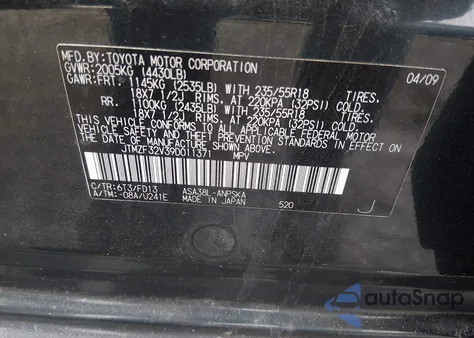 MFD.BY: TOYOTA MOTOR CORPORATION 04/09
GVWR: 2005KG (4430LB)
GAWR: FRT. 1145KG (2535LB) WITH 235/55R18 TIRES.
18X7 1/2J RIMS. AT 220KPA (32PSI) COLD
RR. 1100KG (2435LB) WITH 235/55R18 TIRES.
18X7 1/2J RIMS. AT 220KPA (32PSI) COLD
THIS VEHICLE CONFORMS TO ALL APPLICABLE FEDERAL MOTOR
VEHICLE SAFETY, BUMPER, AND THEFT PREVENTION STANDARDS IN EFFECT ON
THE DATE OF MANUFACTURE SHOWN ABOVE.
JTMZF32V39D011371 MPV
C/TR: 6T3/FD13 ASA38L-ANPSKA
A/TM: -08A/U241E MADE IN JAPAN 520 J
autoSnap